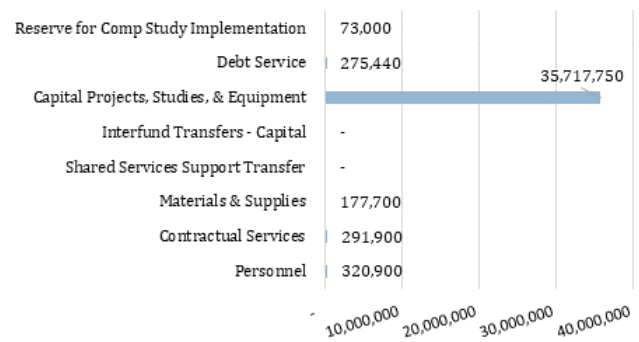 Reserve for Comp Study Implementation 73,000
Debt Service 275,440
35,717,750
Capital Projects, Studies, & Equipment
Interfund Transfers - Capital -
Shared Services Support Transfer -
Materials & Supplies 177,700
Contractual Services 291,900
Personnel 320,900
- 10,000,000 20,000,000 30,000,000 40,000,000